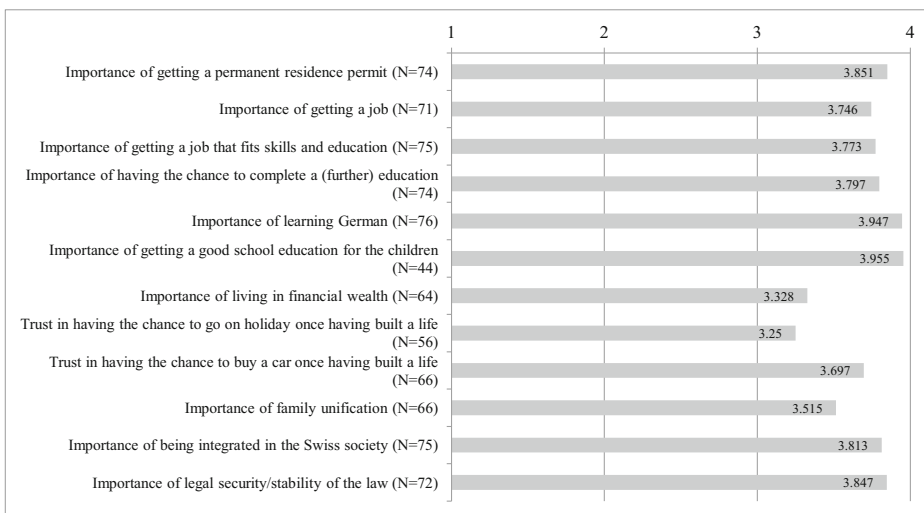 1 2 3 4
Importance of getting a permanent residence permit (N=74) 3.851
Importance of getting a job (N=71) 3.746
Importance of getting a job that fits skills and education (N=75) 3.773
Importance of having the chance to complete a (further) education
(N=74) 3.797
Importance of learning German (N=76) 3.947
Importance of getting a good school education for the children
(N=44) 3.955
Importance of living in financial wealth (N=64) 3.328
Trust in having the chance to go on holiday once having built a life
(N=56) 3.25
Trust in having the chance to buy a car once having built a life
(N=66) 3.697
Importance of family unification (N=66) 3.515
Importance of being integrated in the Swiss society (N=75) 3.813
Importance of legal security/stability of the law (N=72) 3.847